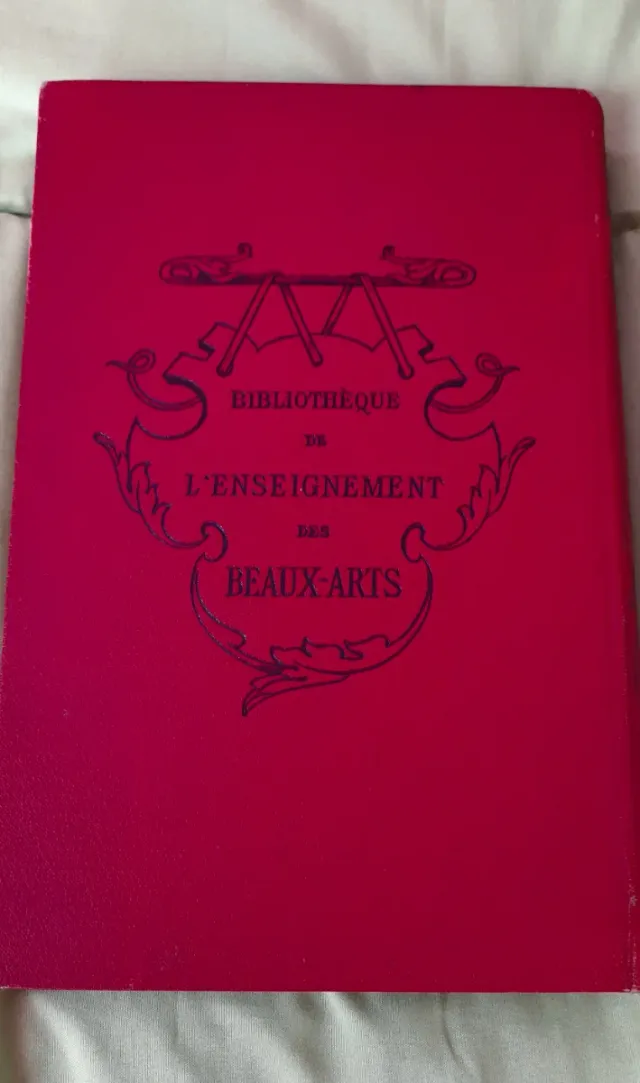 BIBLIOTHÈQUE
DE
L'ENSEIGNEMENT
DES
BEAUX-ARTS